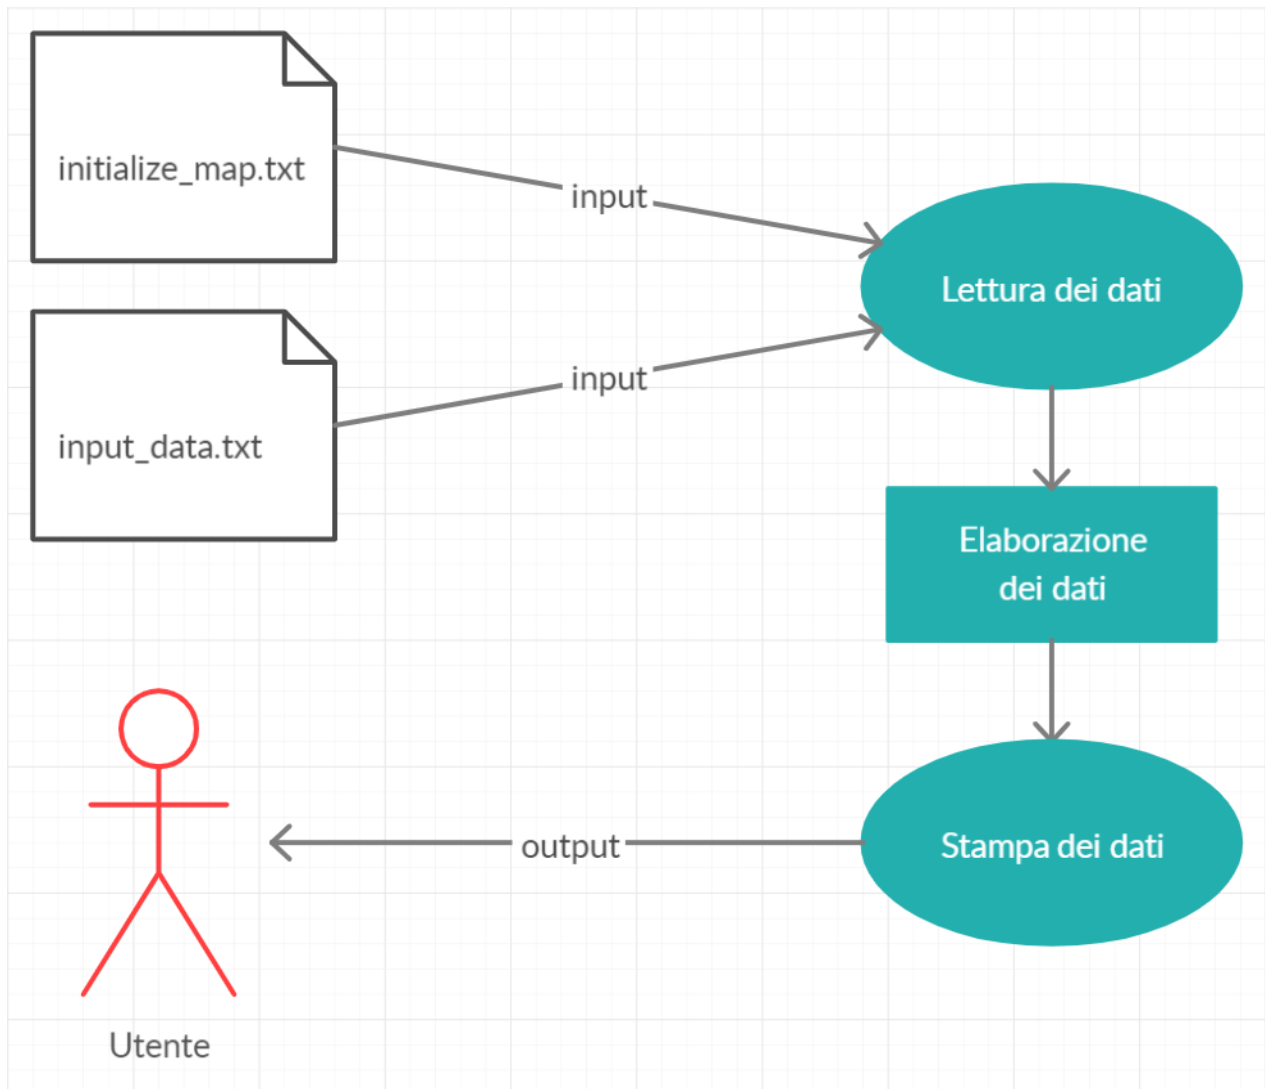 initialize_map.txt
input
Lettura dei dati
input
input_data.txt
Elaborazione
dei dati
output
Stampa dei dati
Utente